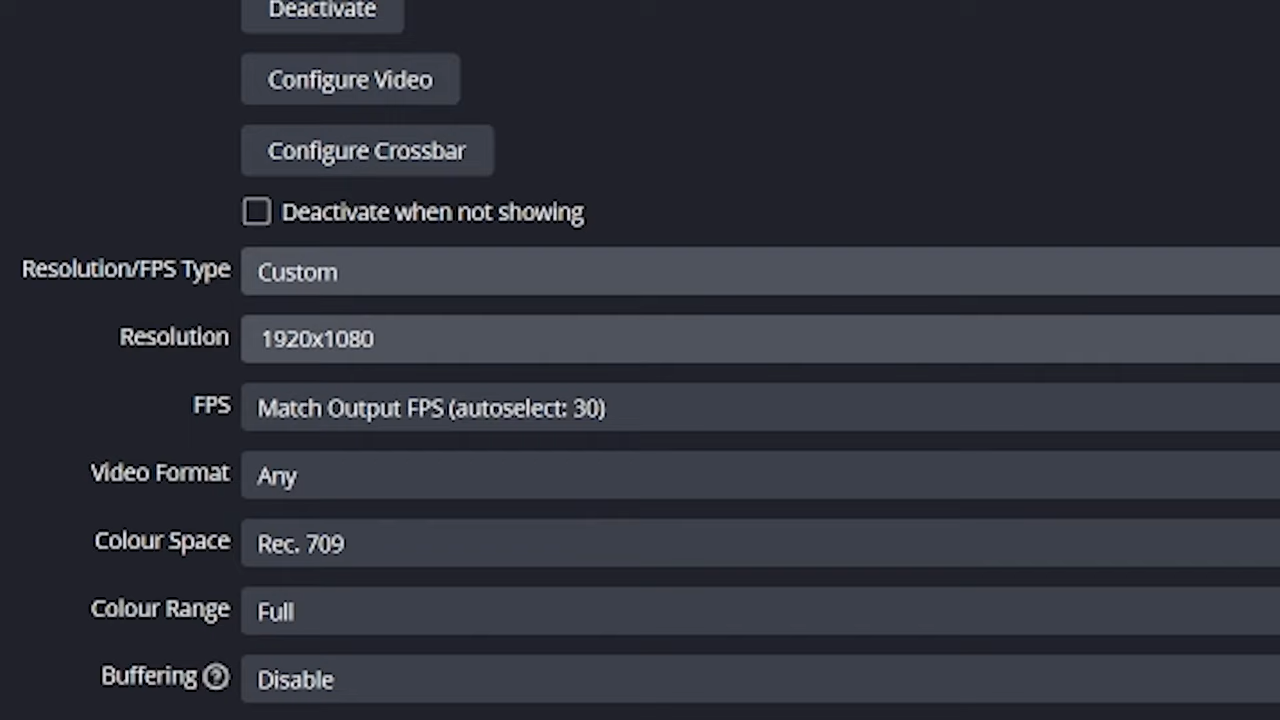 Deactivate
Configure Video
Configure Crossbar
Deactivate when not showing
Resolution/FPS Type Custom
Resolution 1920x1080
FPS Match Output FPS (autoselect: 30)
Video Format Any
Colour Space Rec. 709
Colour Range Full
Buffering ? Disable